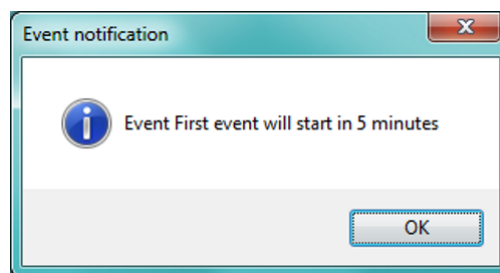 Event notification
Event First event will start in 5 minutes
OK